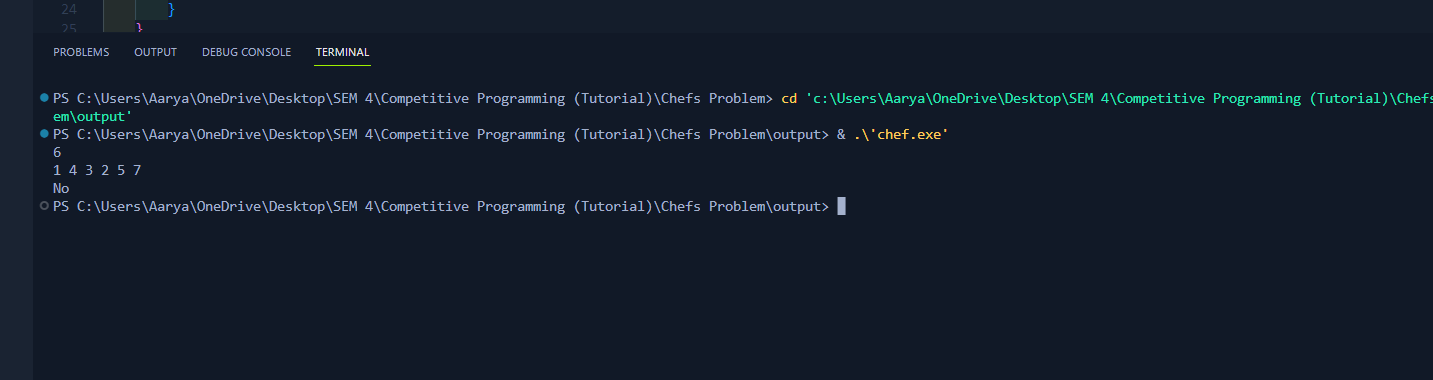 24 }
25 }
PROBLEMS OUTPUT DEBUG CONSOLE TERMINAL
PS C:\Users\Aarya\OneDrive\Desktop\SEM 4\Competitive Programming (Tutorial)\Chefs Problem> cd 'c:\Users\Aarya\OneDrive\Desktop\SEM 4\Competitive Programming (Tutorial)\Chefs
em\output'
PS C:\Users\Aarya\OneDrive\Desktop\SEM 4\Competitive Programming (Tutorial)\Chefs Problem\output> & .\'chef.exe'
6
1 4 3 2 5 7
No
PS C:\Users\Aarya\OneDrive\Desktop\SEM 4\Competitive Programming (Tutorial)\Chefs Problem\output>